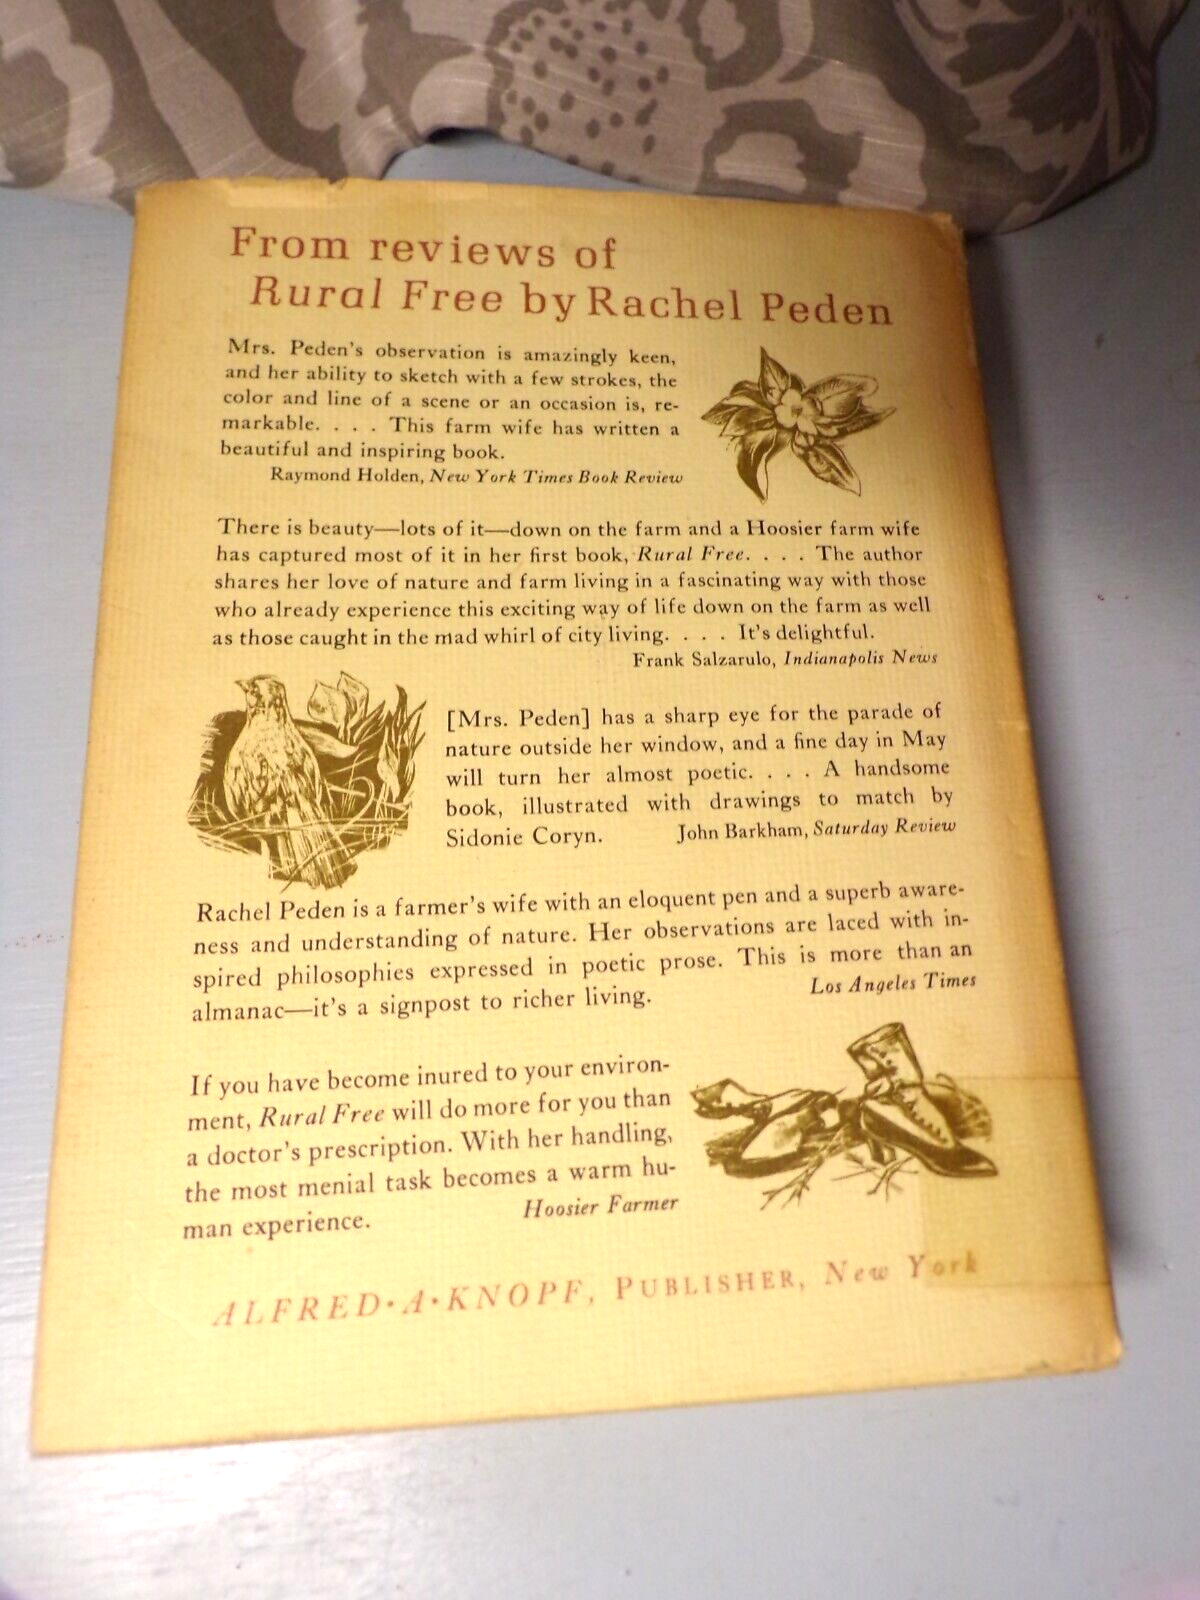 From reviews of
Rural Free by Rachel Peden
Mrs. Peden's observation is amazingly keen,
and her ability to sketch with a few strokes, the
color and line of a scene or an occasion is, re-
markable. . . . This farm wife has written a
beautiful and inspiring book.
Raymond Holden, New York Times Book Review
There is beauty—lots of it—down on the farm and a Hoosier farm wife
has captured most of it in her first book, Rural Free. . . . The author
shares her love of nature and farm living in a fascinating way with those
who already experience this exciting way of life down on the farm as well
as those caught in the mad whirl of city living. . . . It's delightful.
Frank Salzarulo, Indianapolis News
[Mrs. Peden] has a sharp eye for the parade of
nature outside her window, and a fine day in May
will turn her almost poetic. . . . A handsome
book, illustrated with drawings to match by
Sidonie Coryn. John Barkham, Saturday Review
Rachel Peden is a farmer's wife with an eloquent pen and a superb aware-
ness and understanding of nature. Her observations are laced with in-
spired philosophies expressed in poetic prose. This is more than an
almanac—it's a signpost to richer living. Los Angeles Times
If you have become inured to your environ-
ment, Rural Free will do more for you than
a doctor's prescription. With her handling,
the most menial task becomes a warm hu-
man experience. Hoosier Farmer
ALFRED·A·KNOPF, PUBLISHER, New York